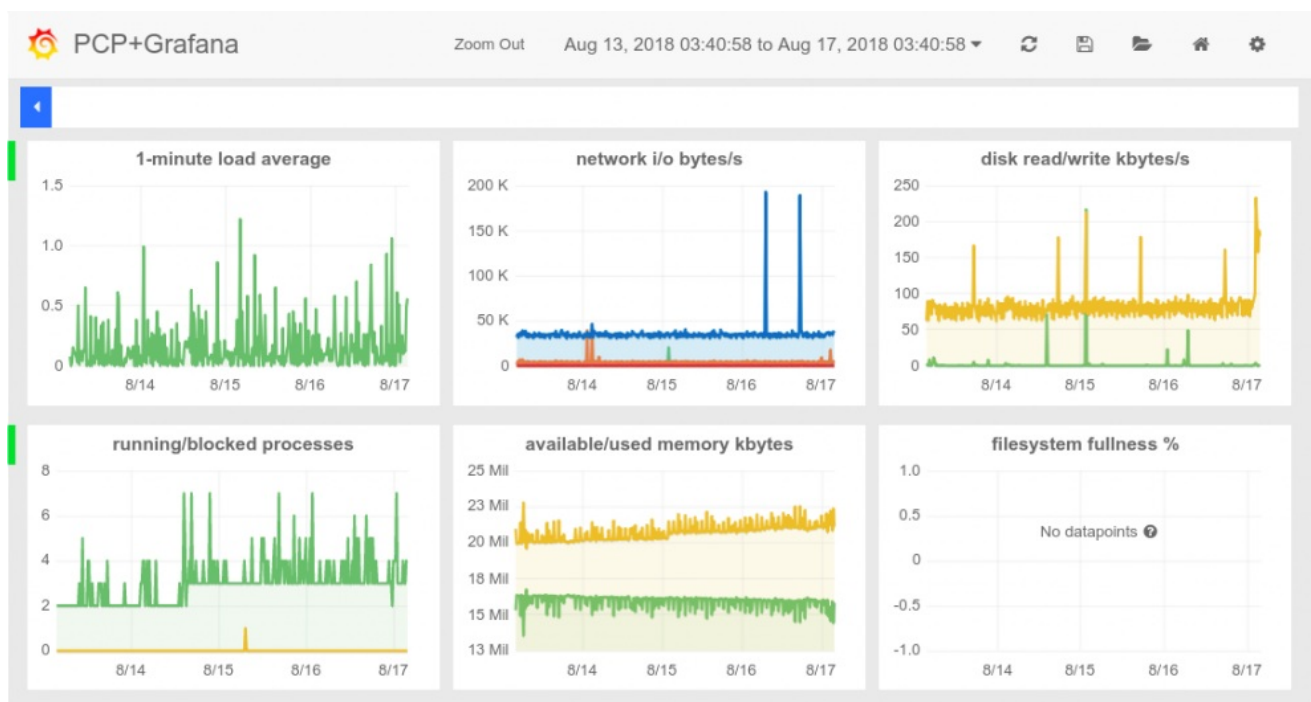 PCP+Grafana
Zoom Out
Aug 13, 2018 03:40:58 to Aug 17, 2018 03:40:58
1-minute load average
1.5
1.0
0.5
0
8/14 8/15 8/16 8/17
network i/o bytes/s
200 K
150 K
100 K
50 K
0
8/14 8/15 8/16 8/17
disk read/write kbytes/s
250
200
150
100
50
0
8/14 8/15 8/16 8/17
running/blocked processes
8
6
4
2
0
8/14 8/15 8/16 8/17
available/used memory kbytes
25 Mil
23 Mil
20 Mil
18 Mil
15 Mil
13 Mil
8/14 8/15 8/16 8/17
filesystem fullness %
1.0
0.5
No datapoints
0
-0.5
-1.0
8/14 8/15 8/16 8/17